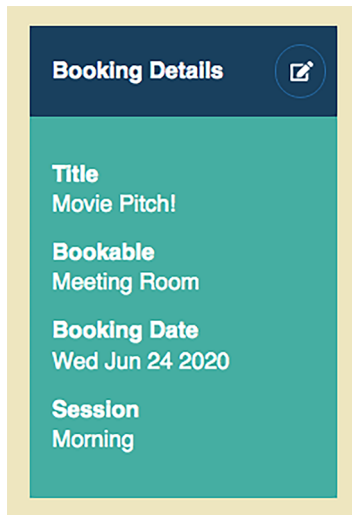 Booking Details
Title
Movie Pitch!
Bookable
Meeting Room
Booking Date
Wed Jun 24 2020
Session
Morning